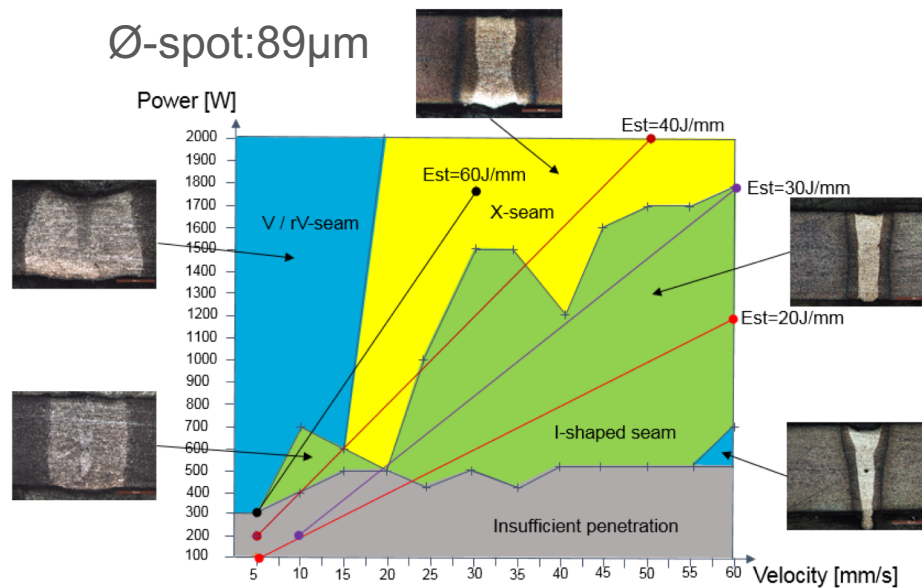 Ø-spot:89µm
Power [W]
2000
1900
1800
1700
1600
1500
1400
1300
1200
1100
1000
900
800
700
600
500
400
300
200
100
Est=40J/mm
Est=60J/mm
Est=30J/mm
X-seam
V / rV-seam
Est=20J/mm
I-shaped seam
Insufficient penetration
5 10 15 20 25 30 35 40 45 50 55 60
Velocity [mm/s]